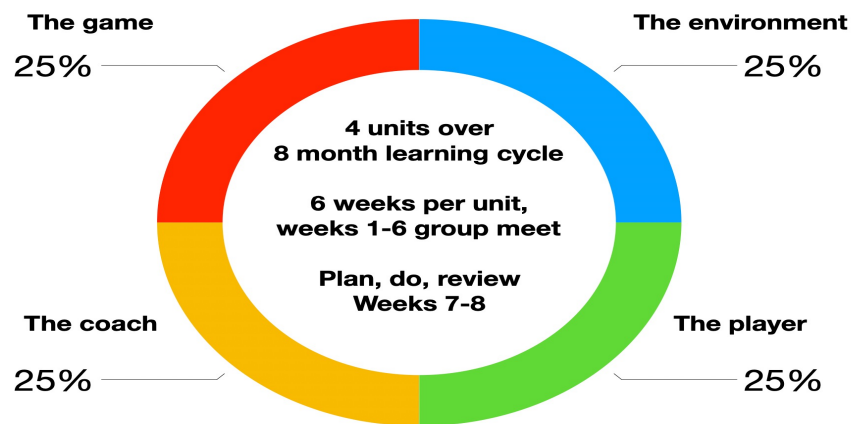 The game
25%
The environment
25%
4 units over
8 month learning cycle
6 weeks per unit,
weeks 1-6 group meet
Plan, do, review
Weeks 7-8
The coach
25%
The player
25%